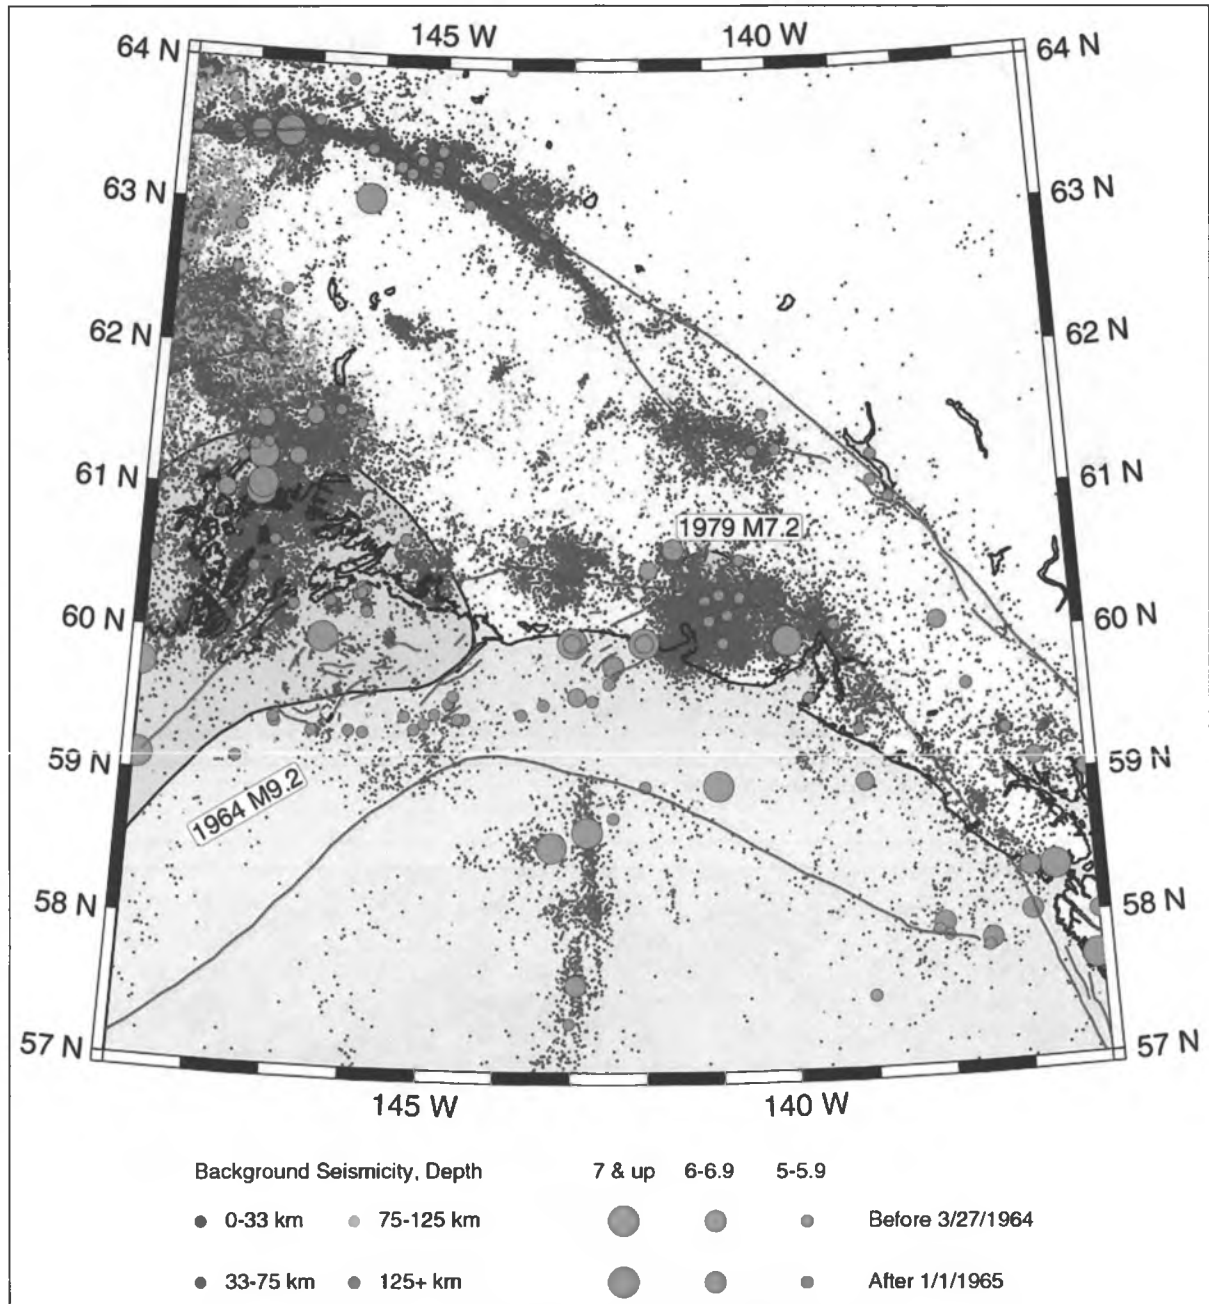 145 W 140 W
64 N 64 N
63 N 63 N
62 N 62 N
61 N 61 N
1979 M7.2
60 N 60 N
59 N 59 N
1964 M9.2
58 N 58 N
57 N 57 N
145 W 140 W
Background Seismicity, Depth 7 & up 6-6.9 5-5.9
0-33 km 75-125 km Before 3/27/1964
33-75 km 125+ km After 1/1/1965